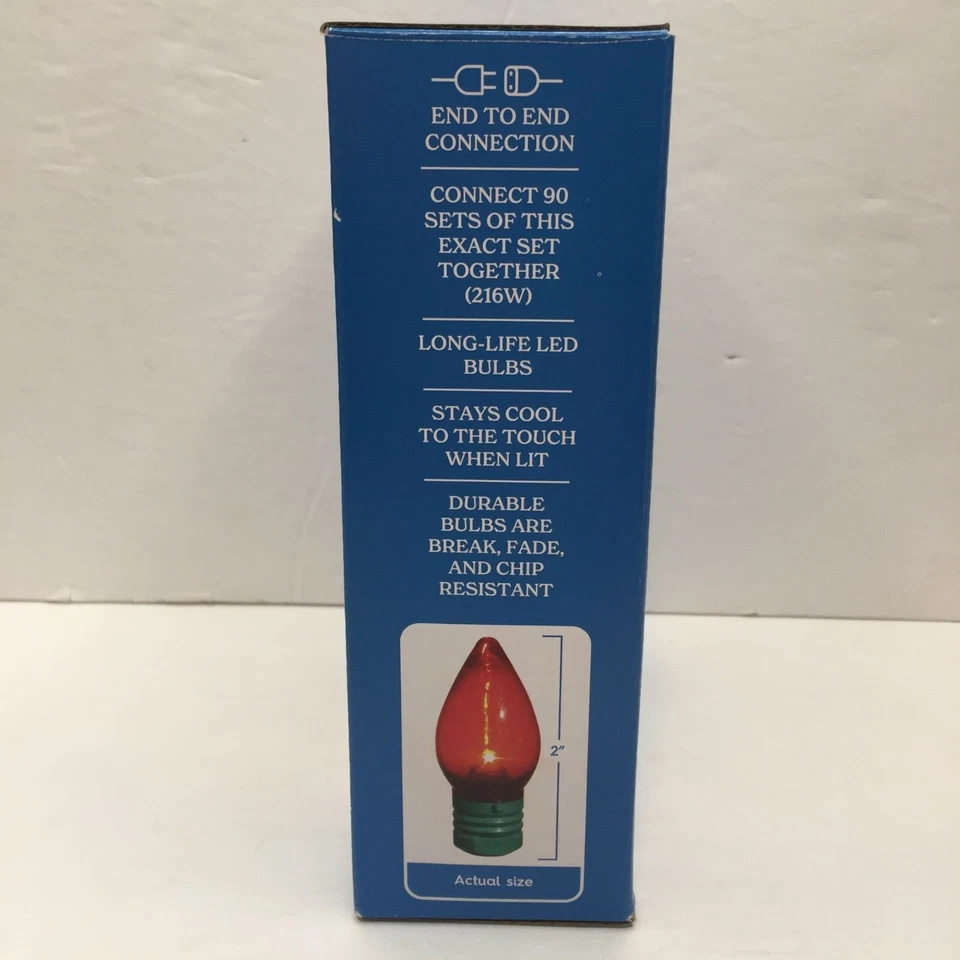 END TO END
CONNECTION
CONNECT 90
SETS OF THIS
EXACT SET
TOGETHER
(216W)
LONG-LIFE LED
BULBS
STAYS COOL
TO THE TOUCH
WHEN LIT
DURABLE
BULBS ARE
BREAK, FADE,
AND CHIP
RESISTANT
2"
Actual size